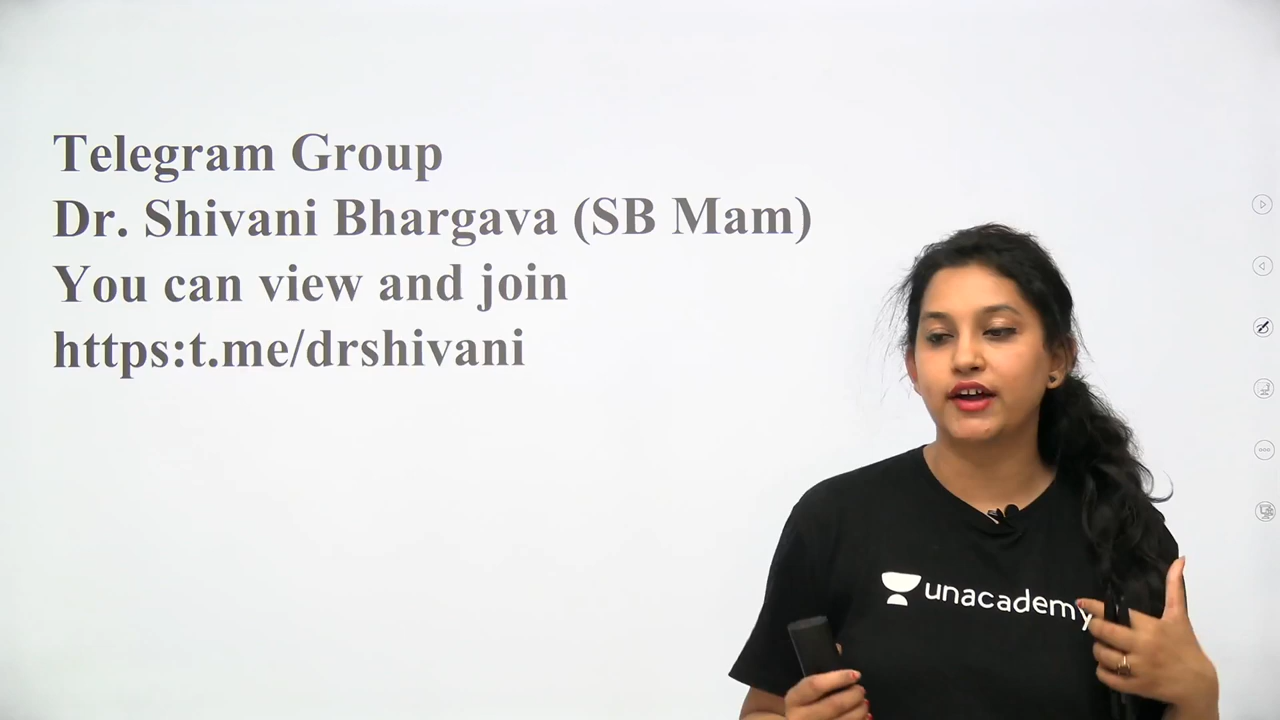 Telegram Group
Dr. Shivani Bhargava (SB Mam)
You can view and join
https:t.me/drshivani
unacademy